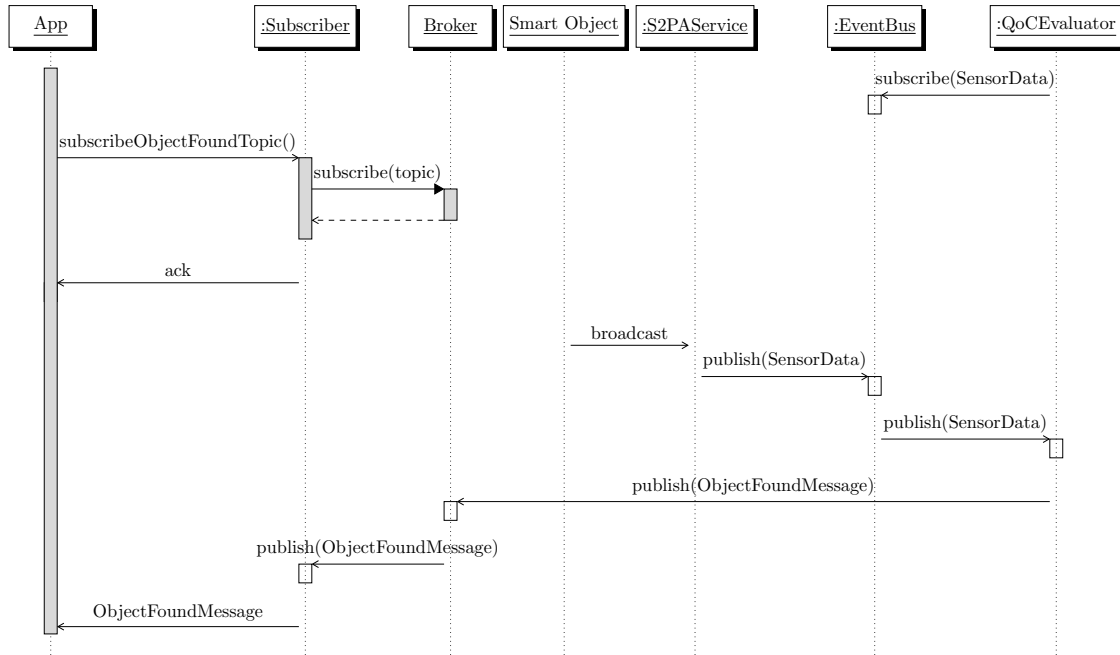 App
:Subscriber
Broker
Smart Object
:S2PAService
:EventBus
:QoCEvaluator
subscribe(SensorData)
subscribeObjectFoundTopic()
subscribe(topic)
ack
broadcast
publish(SensorData)
publish(SensorData)
publish(ObjectFoundMessage)
publish(ObjectFoundMessage)
ObjectFoundMessage